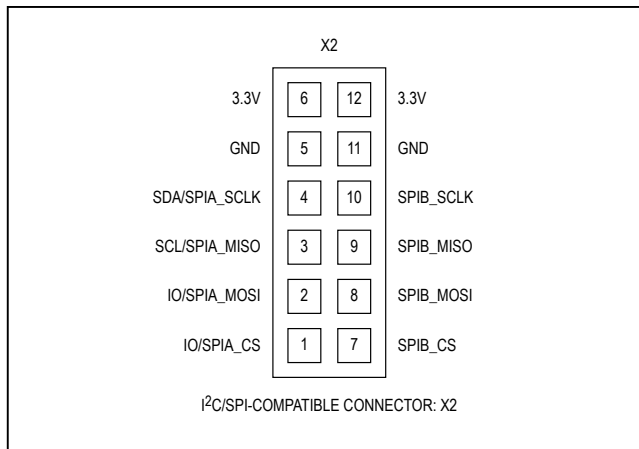 X2
3.3V 6 12 3.3V
GND 5 11 GND
SDA/SPIA_SCLK 4 10 SPIB_SCLK
SCL/SPIA_MISO 3 9 SPIB_MISO
IO/SPIA_MOSI 2 8 SPIB_MOSI
IO/SPIA_CS 1 7 SPIB_CS
I²C/SPI-COMPATIBLE CONNECTOR: X2